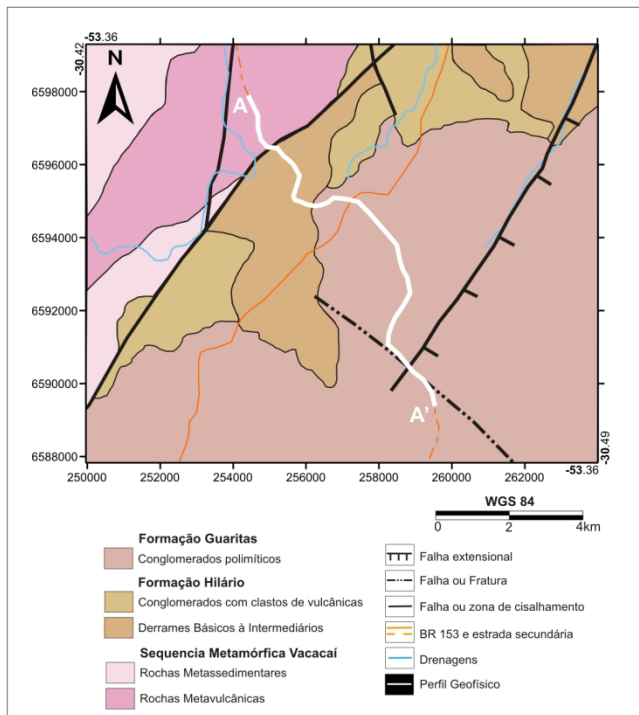 -53.36
-30.42
N
6598000
A
6596000
6594000
6592000
6590000
A'
6588000
-30.49
250000
252000
254000
256000
258000
260000
262000
-53.36
WGS 84
0
2
4km
Formação Guaritas
Conglomerados polimíticos
Formação Hilário
Conglomerados com clastos de vulcânicas
Derrames Básicos à Intermediários
Sequencia Metamórfica Vacacaí
Rochas Metassedimentares
Rochas Metavulcânicas
Falha extensional
Falha ou Fratura
Falha ou zona de cisalhamento
BR 153 e estrada secundária
Drenagens
Perfil Geofísico